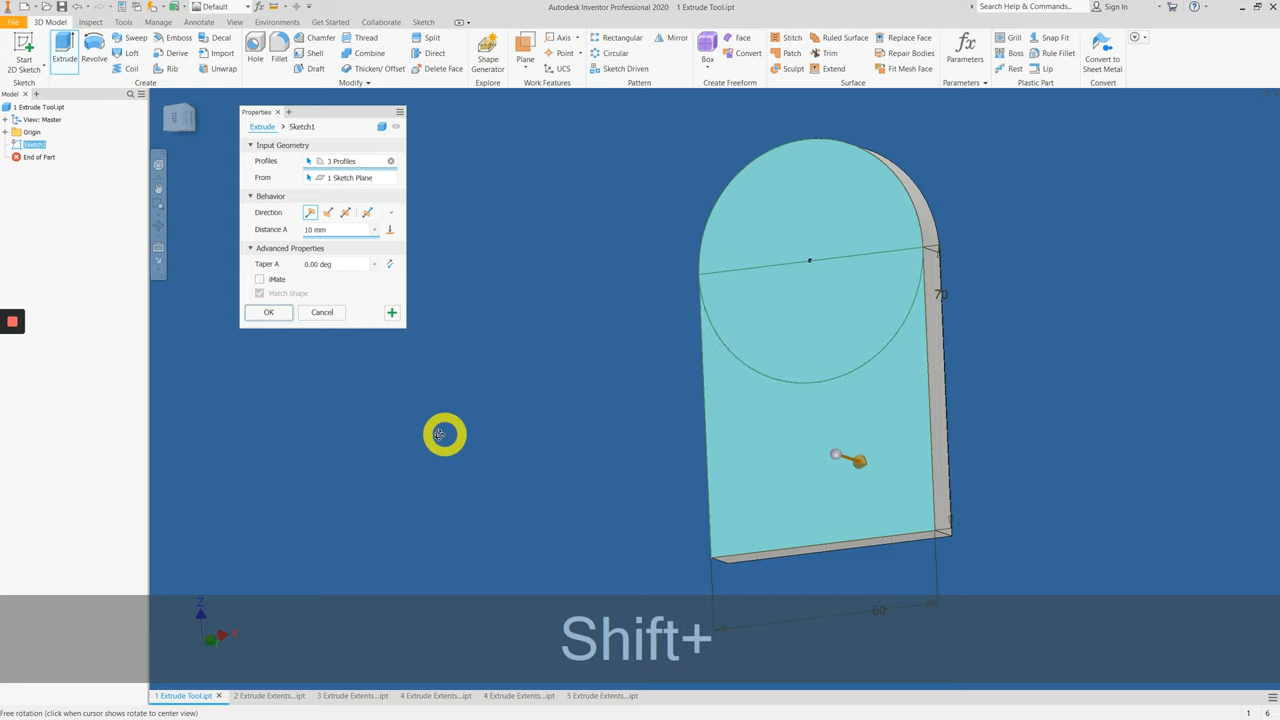 Default
Autodesk Inventor Professional 2020 1 Extrude Tool.ipt
Search Help & Commands...
Sign In
File 3D Model Sketch Inspect Tools Manage Annotate View Environments Get Started Collaborate Sketch
Start
2D Sketch
Extrude
Revolve
Sweep
Loft
Coil
Emboss
Derive
Rib
Decal
Import
Unwrap
Hole
Fillet
Chamfer
Shell
Draft
Thread
Combine
Thicken/ Offset
Split
Direct
Delete Face
Shape
Generator
Plane
Axis
Point
UCS
Rectangular
Circular
Sketch Driven
Mirror
Box
Face
Convert
Stitch
Patch
Sculpt
Ruled Surface
Trim
Extend
Replace Face
Repair Bodies
Fit Mesh Face
Parameters
Grill
Boss
Rest
Snap Fit
Rule Fillet
Lip
Convert to
Sheet Metal
Sketch
Create
Modify
Explore
Work Features
Pattern
Create Freeform
Surface
Parameters
Plastic Part
Convert
Model
1 Extrude Tool.ipt
View: Master
Origin
Sketch1
End of Part
Properties
Extrude > Sketch1
Input Geometry
Profiles 3 Profiles
From 1 Sketch Plane
Behavior
Direction
Distance A 10 mm
Advanced Properties
Taper A 0.00 deg
iMate
Match Shape
OK Cancel
70
60
Z
X
Shift+
1 Extrude Tool.ipt 2 Extrude Extents...ipt 3 Extrude Extents...ipt 4 Extrude Extents...ipt 4 Extrude Extents...ipt 5 Extrude Extents...ipt
Free rotation (click when cursor shows rotate to center view)
1 6